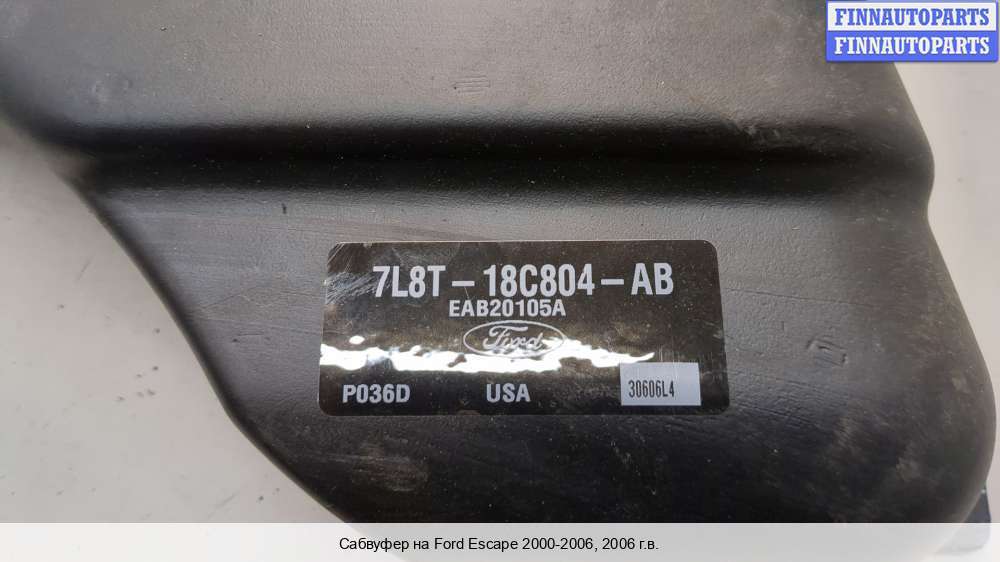 FINNAUTOPARTS
FINNAUTOPARTS
7L8T-18C804-AB
EAB20105A
Ford
P036D USA 30606L4
Сабвуфер на Ford Escape 2000-2006, 2006 г.в.